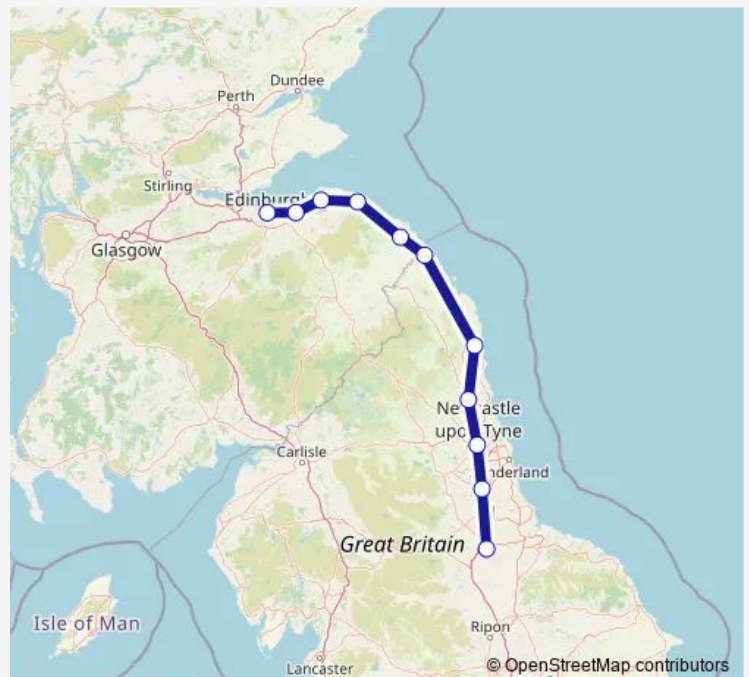 Dundee
Perth
Stirling
Glasgow
Carlisle
Great Britain
Isle of Man
Ripon
Lancaster
© OpenStreetMap contributors